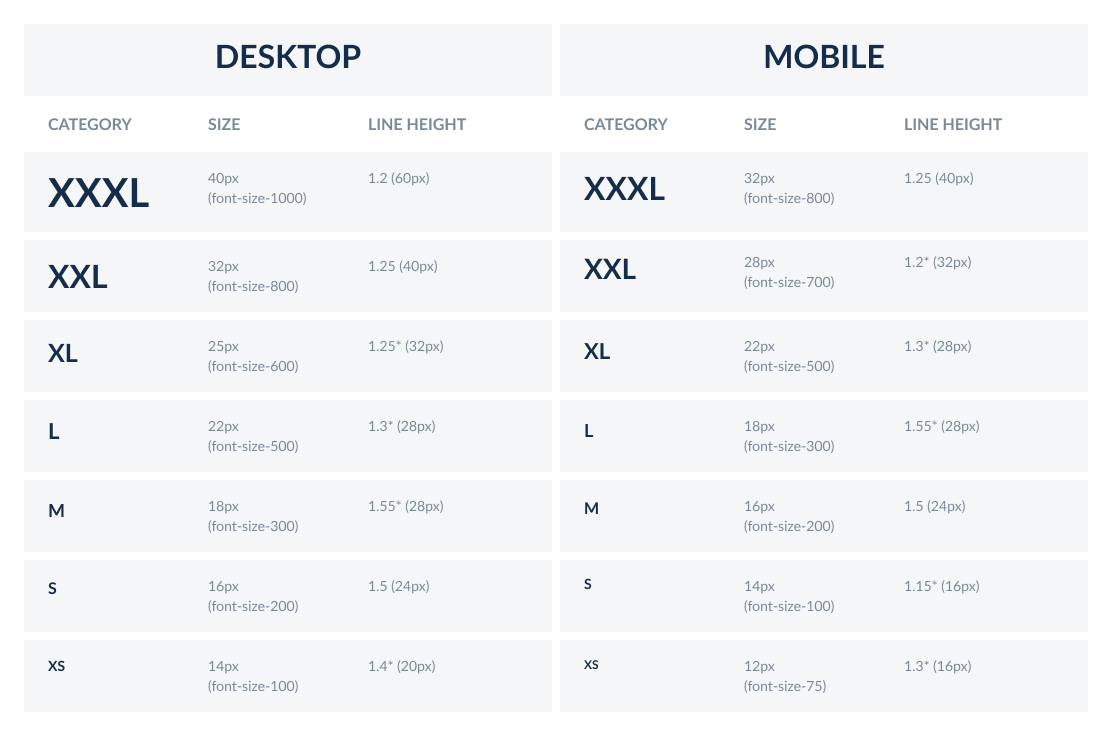 DESKTOP
CATEGORY SIZE LINE HEIGHT
XXXL 40px 1.2 (60px)
(font-size-1000)
XXL 32px 1.25 (40px)
(font-size-800)
XL 25px 1.25* (32px)
(font-size-600)
L 22px 1.3* (28px)
(font-size-500)
M 18px 1.55* (28px)
(font-size-300)
S 16px 1.5 (24px)
(font-size-200)
XS 14px 1.4* (20px)
(font-size-100)
MOBILE
CATEGORY SIZE LINE HEIGHT
XXXL 32px 1.25 (40px)
(font-size-800)
XXL 28px 1.2* (32px)
(font-size-700)
XL 22px 1.3* (28px)
(font-size-500)
L 18px 1.55* (28px)
(font-size-300)
M 16px 1.5 (24px)
(font-size-200)
S 14px 1.15* (16px)
(font-size-100)
XS 12px 1.3* (16px)
(font-size-75)